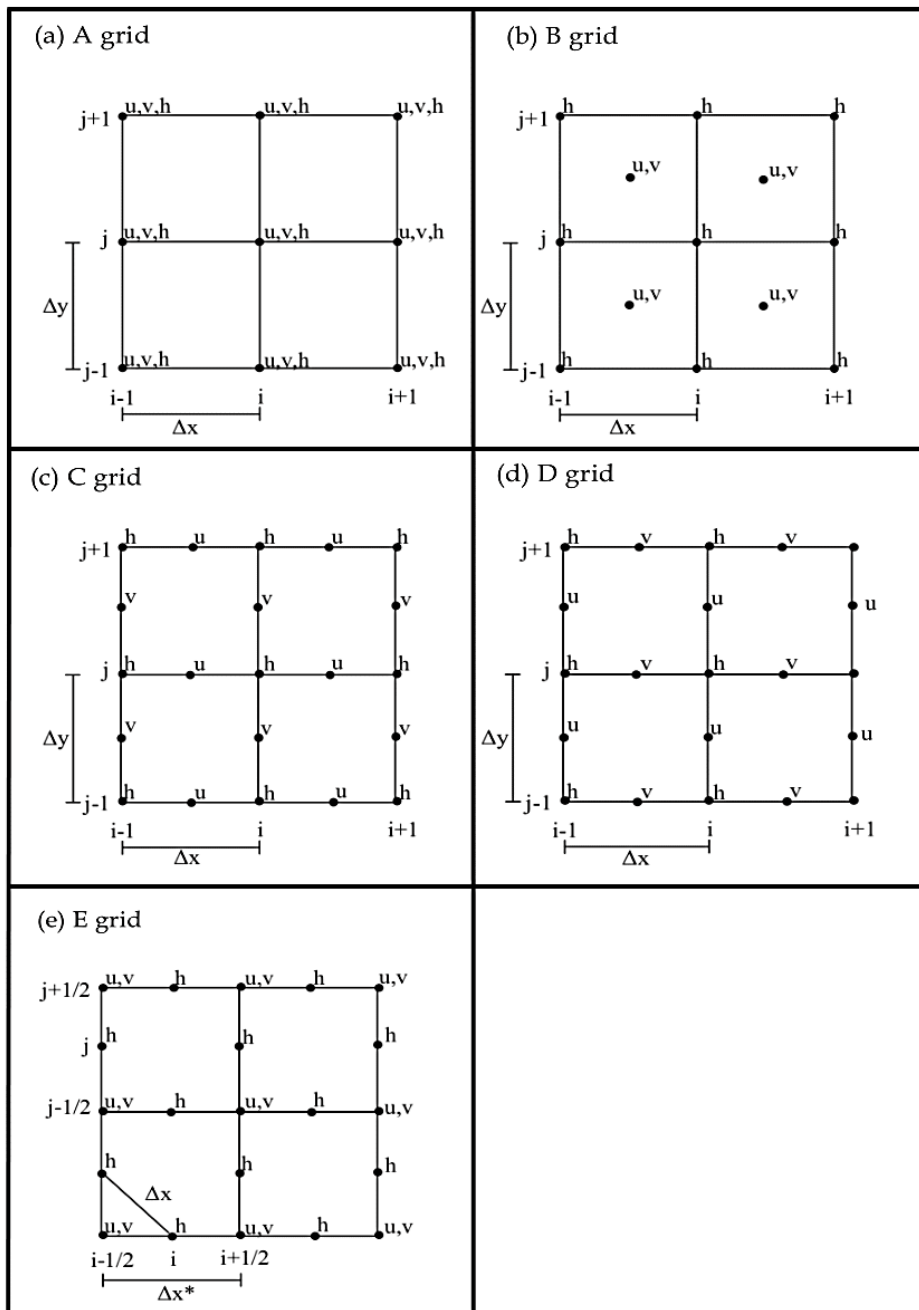 (a) A grid
u,v,h u,v,h u,v,h
j+1
j u,v,h u,v,h u,v,h
Δy
j-1 u,v,h u,v,h u,v,h
i-1 i i+1
Δx
(b) B grid
h h h
j+1
u,v u,v
j h h h
Δy
u,v u,v
j-1 h h h
i-1 i i+1
Δx
(c) C grid
h u h u h
j+1
v v v
j h u h u h
Δy
v v v
j-1 h u h u h
i-1 i i+1
Δx
(d) D grid
h v h v
j+1
u u u
j h v h v
Δy
u u u
j-1 h v h v
i-1 i i+1
Δx
(e) E grid
u,v h u,v h u,v
j+1/2
j h h h
j-1/2 u,v h u,v h u,v
h h h
Δx
u,v h u,v h u,v
i-1/2 i i+1/2
Δx*